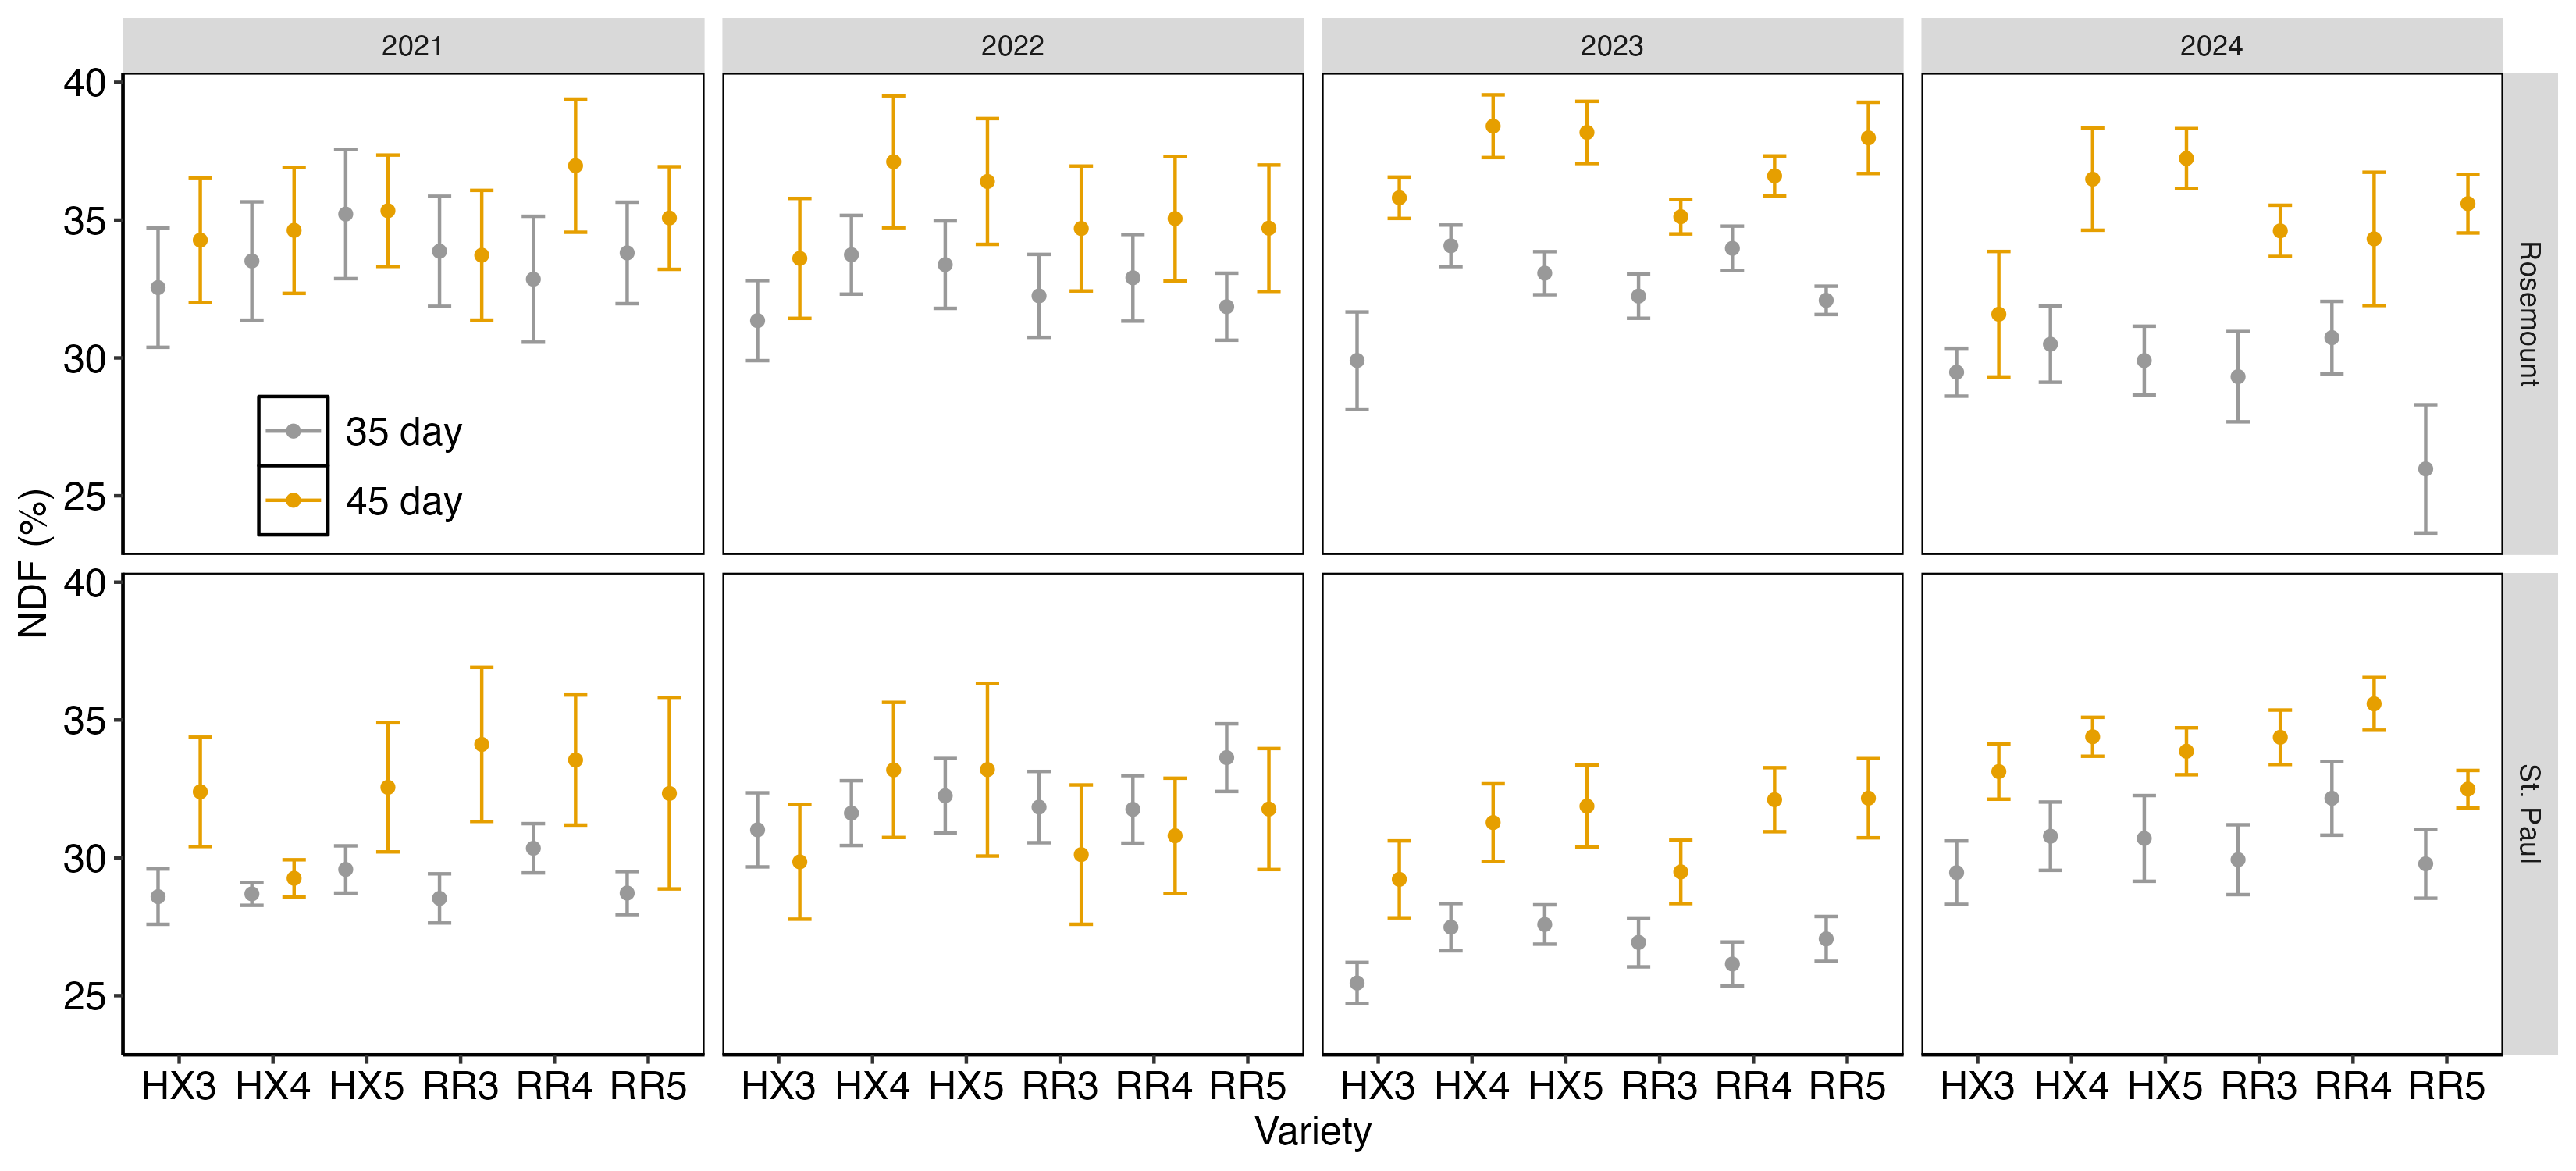 2021 2022 2023 2024
40
35
30
25
Rosemount
35 day
45 day
NDF (%)
40
35
30
25
St. Paul
HX3 HX4 HX5 RR3 RR4 RR5 HX3 HX4 HX5 RR3 RR4 RR5 HX3 HX4 HX5 RR3 RR4 RR5 HX3 HX4 HX5 RR3 RR4 RR5
Variety